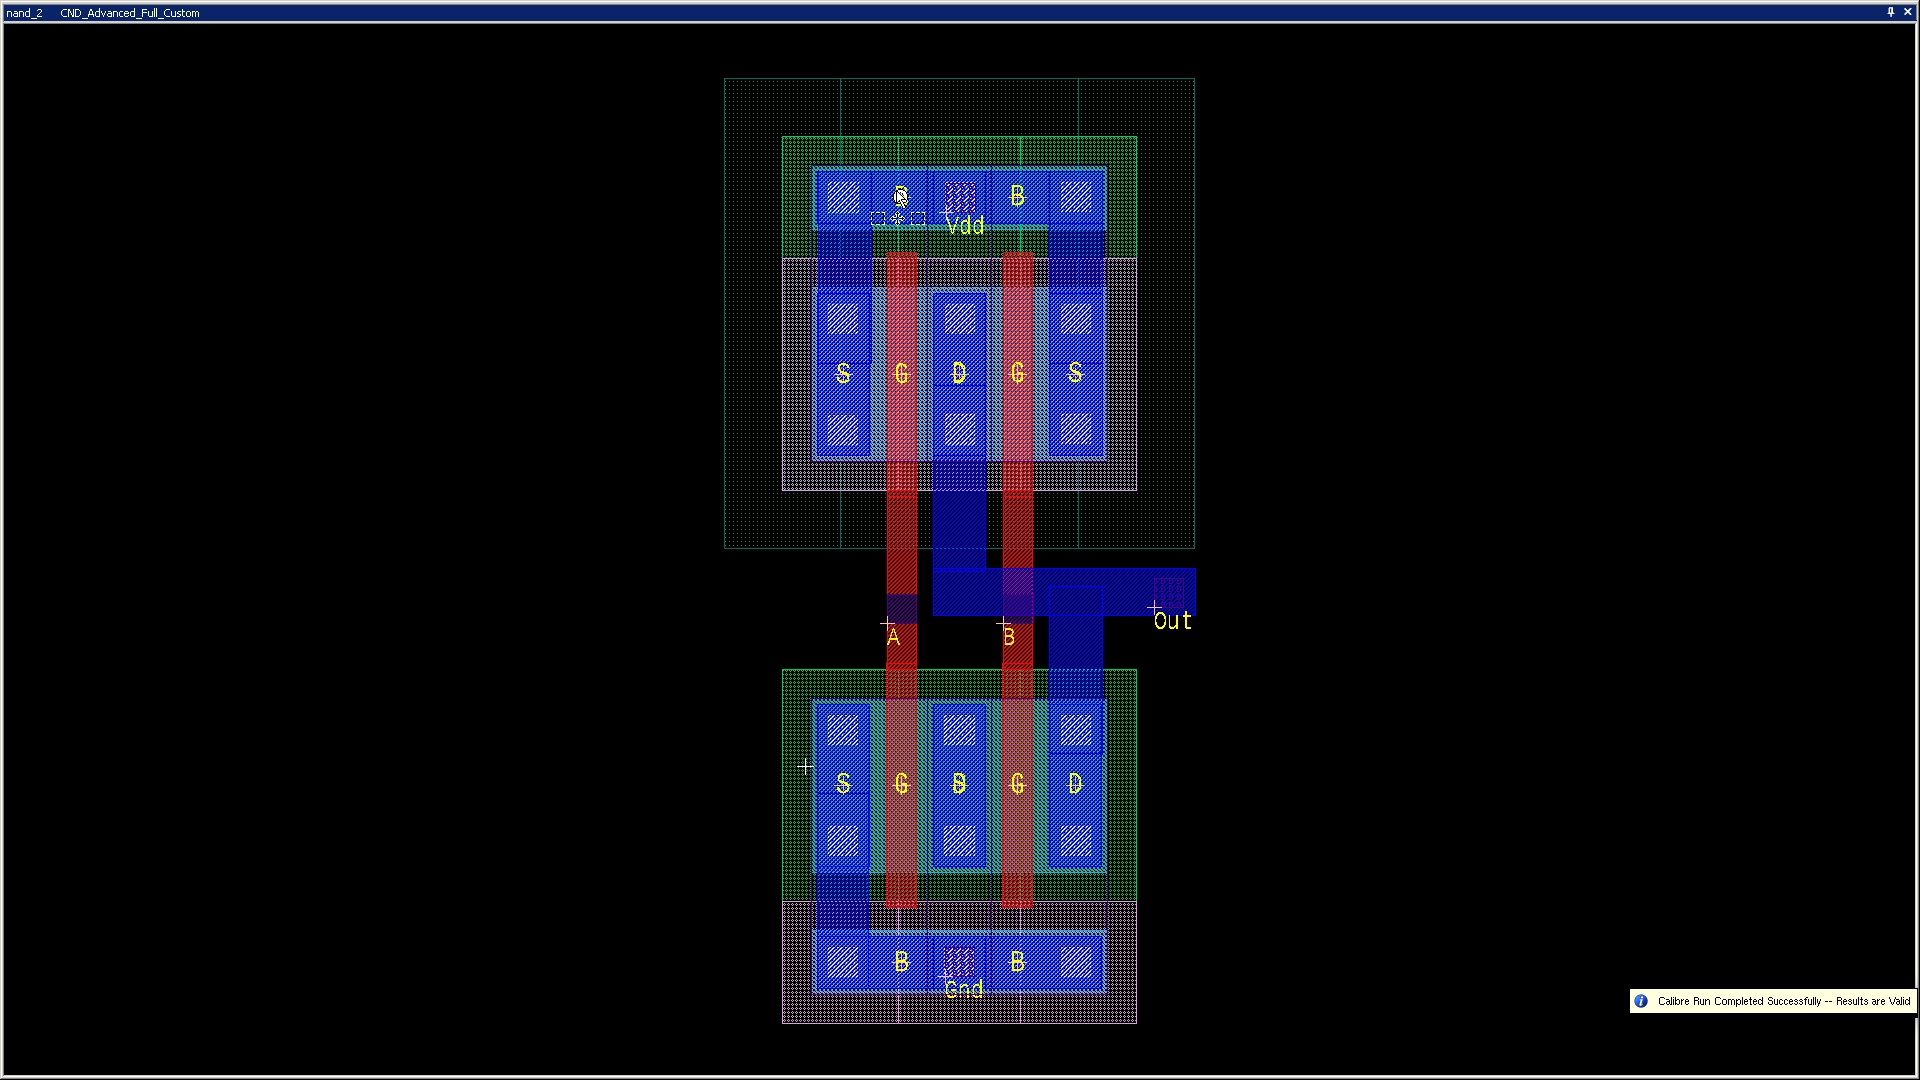 nand_2 CND_Advanced_Full_Custom
B
Vdd
S G D G S
Out
A B
S G G D
B B
Gnd
Calibre Run Completed Successfully -- Results are Valid